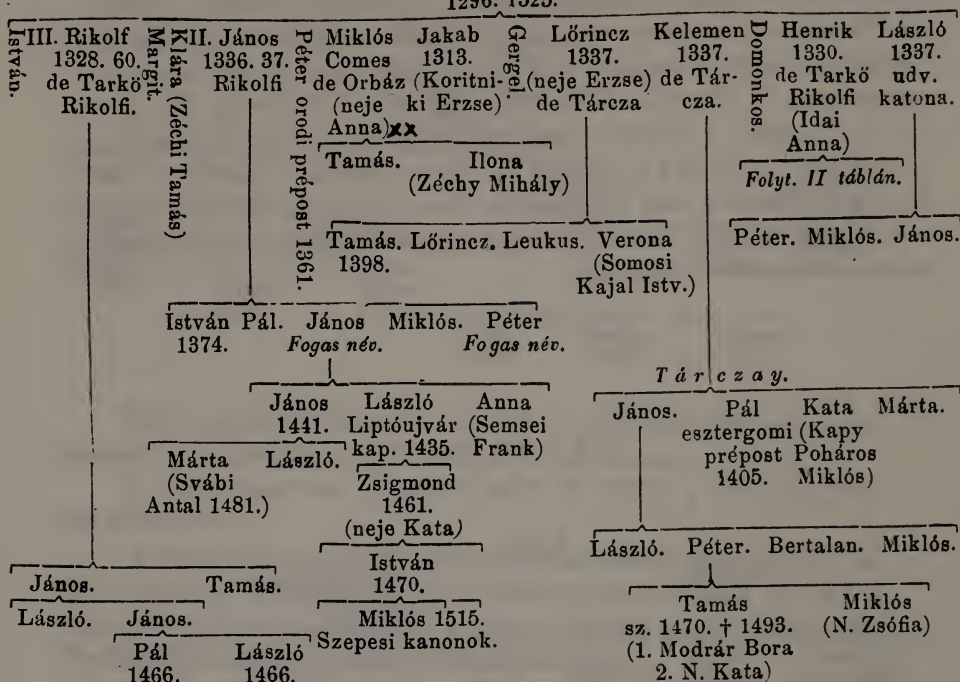 1296. 1325.
István.
III. Rikolf
1328. 60.
de Tarkö
Rikolfi.
Margit.
Klára (Zéchi Tamás)
II. János
1336. 37.
Rikolfi
Péter orodi prépost 1361.
Miklós
Comes
de Orbáz
(neje
Anna)xx
Jakab
1313.
(Koritni-
ki Erzse)
Gergel
Lőrincz
1337.
(neje Erzse)
de Tárcza
Kelemen
1337.
de Tár-
cza.
Domonkos.
Henrik
1330.
de Tarkö
Rikolfi
(Idai
Anna)
László
1337.
udv.
katona.
Tamás. Ilona
(Zéchy Mihály)
Folyt. II táblán.
Tamás. Lőrincz. Leukus. Verona
1398. (Somosi
Kajal Istv.)
Péter. Miklós. János.
István Pál. János Miklós. Péter
1374. Fogas név. Fogas név.
Tárczay.
János
1441.
László
Liptóujvár
kap. 1435.
Anna
(Semsei
Frank)
János.
Pál
esztergomi
prépost
1405.
Kata
(Kapy
Poháros
Miklós)
Márta.
Márta
(Svábi
Antal 1481.)
László.
Zsigmond
1461.
(neje Kata)
László. Péter. Bertalan. Miklós.
István
1470.
János. Tamás.
Tamás
sz. 1470. † 1493.
(1. Modrár Bora
2. N. Kata)
Miklós
(N. Zsófia)
László. János.
Miklós 1515.
Szepesi kanonok.
Pál László
1466. 1466.